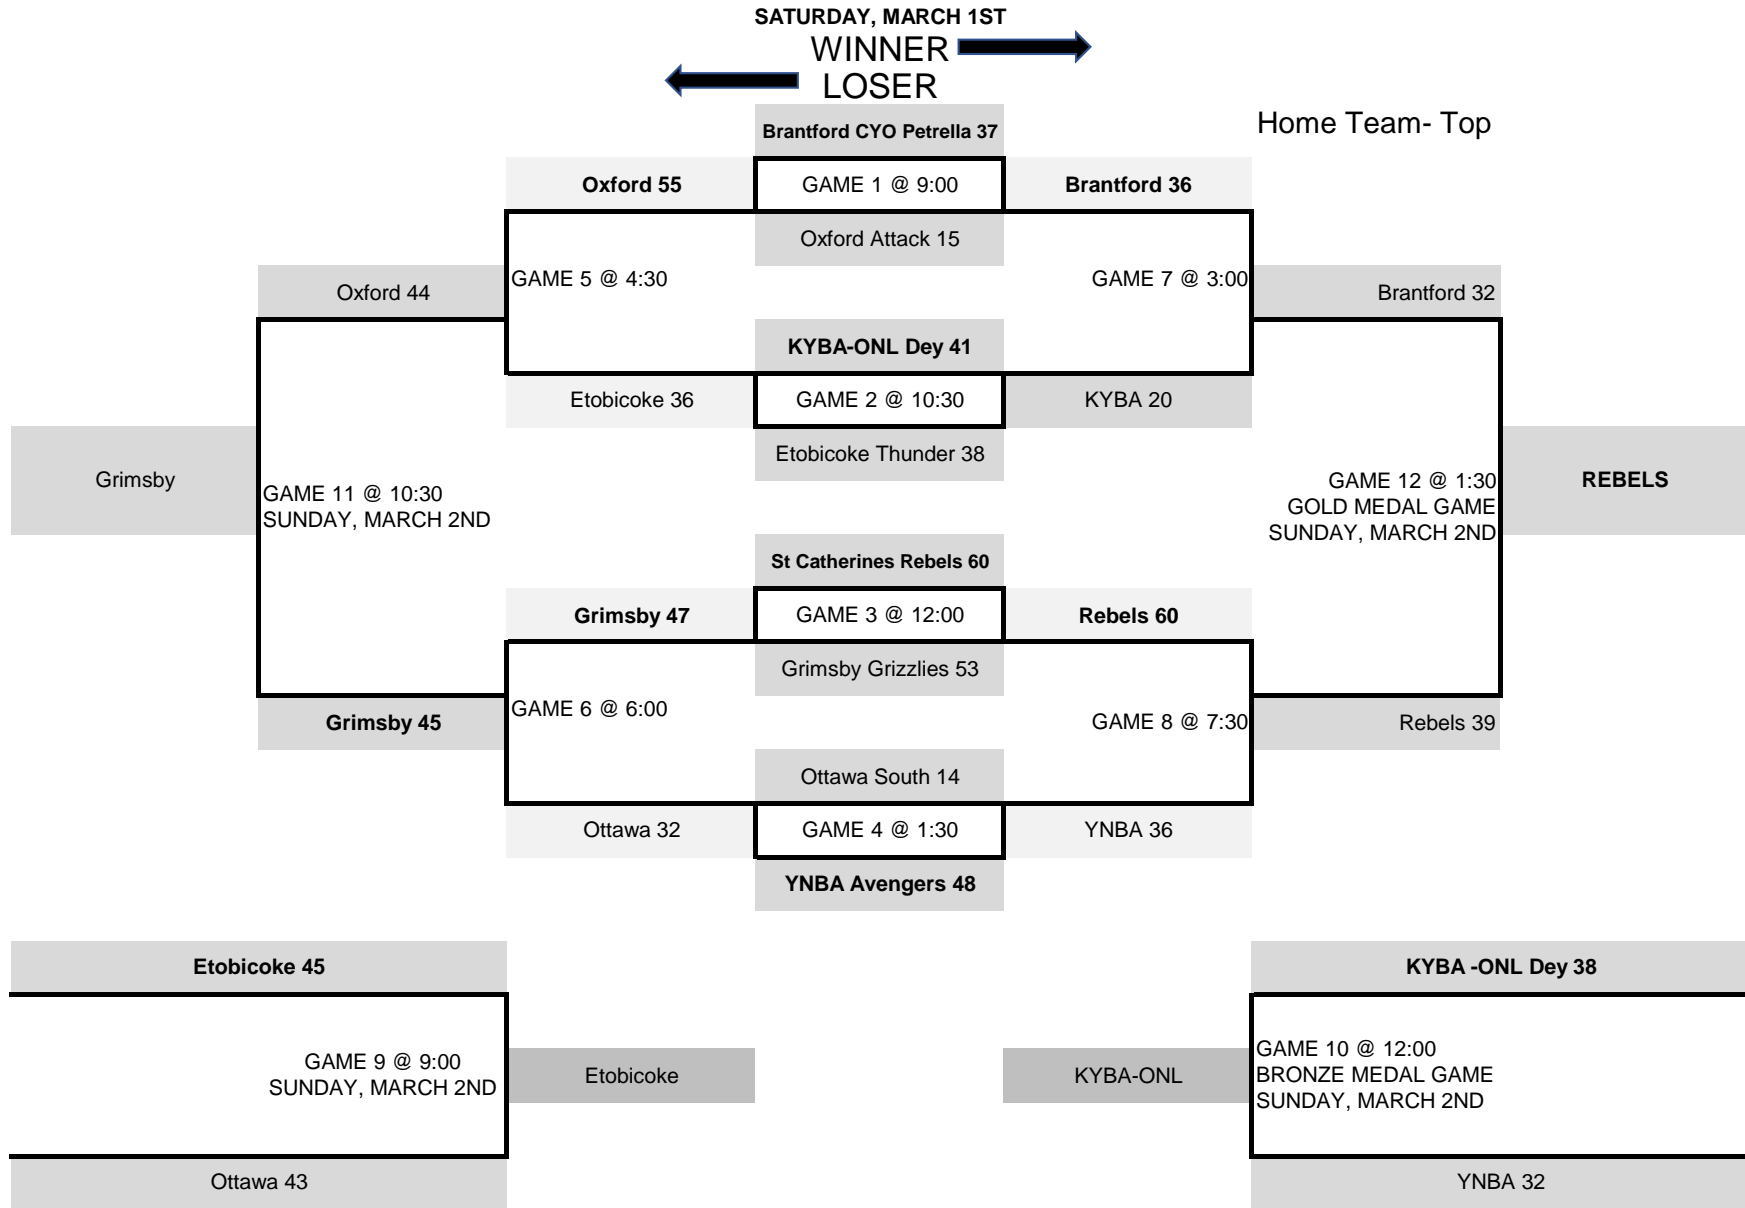 SATURDAY, MARCH 1ST
WINNER
LOSER
Brantford CYO Petrella 37
Home Team- Top
Oxford 55
GAME 1 @ 9:00
Brantford 36
Oxford Attack 15
GAME 5 @ 4:30
GAME 7 @ 3:00
Oxford 44
Brantford 32
KYBA-ONL Dey 41
Etobicoke 36
GAME 2 @ 10:30
KYBA 20
Etobicoke Thunder 38
Grimsby
GAME 11 @ 10:30
SUNDAY, MARCH 2ND
GAME 12 @ 1:30
GOLD MEDAL GAME
SUNDAY, MARCH 2ND
REBELS
St Catherines Rebels 60
Grimsby 47
GAME 3 @ 12:00
Rebels 60
Grimsby Grizzlies 53
GAME 6 @ 6:00
GAME 8 @ 7:30
Grimsby 45
Rebels 39
Ottawa South 14
Ottawa 32
GAME 4 @ 1:30
YNBA 36
YNBA Avengers 48
Etobicoke 45
KYBA -ONL Dey 38
GAME 9 @ 9:00
SUNDAY, MARCH 2ND
Etobicoke
KYBA-ONL
GAME 10 @ 12:00
BRONZE MEDAL GAME
SUNDAY, MARCH 2ND
Ottawa 43
YNBA 32